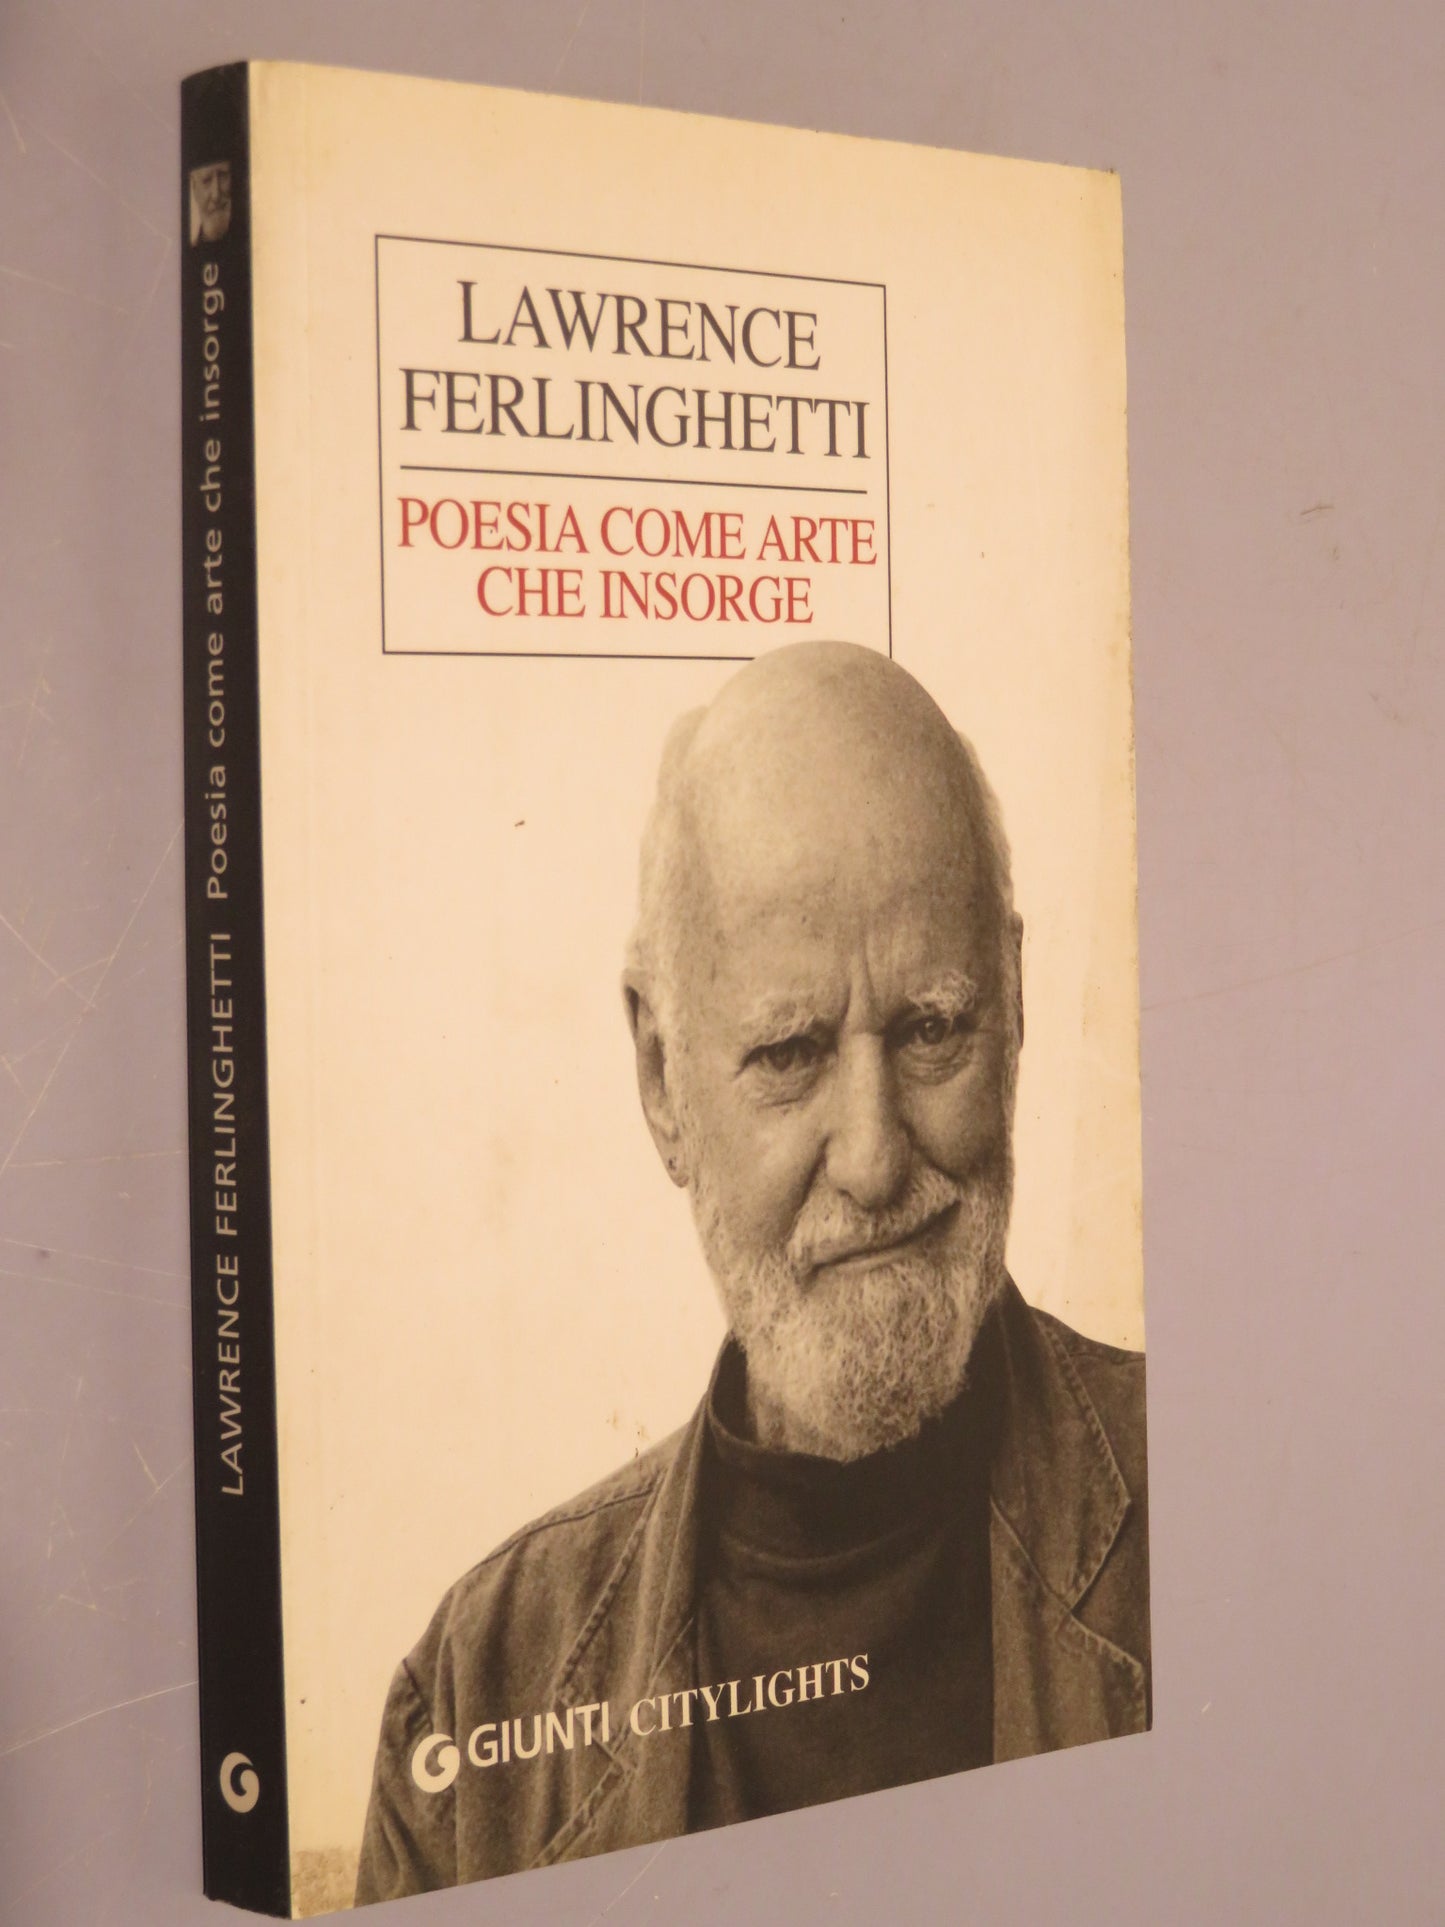 LAWRENCE FERLINGHETTI Poesia come arte che insorge
LAWRENCE
FERLINGHETTI
POESIA COME ARTE
CHE INSORGE
GIUNTI CITYLIGHTS